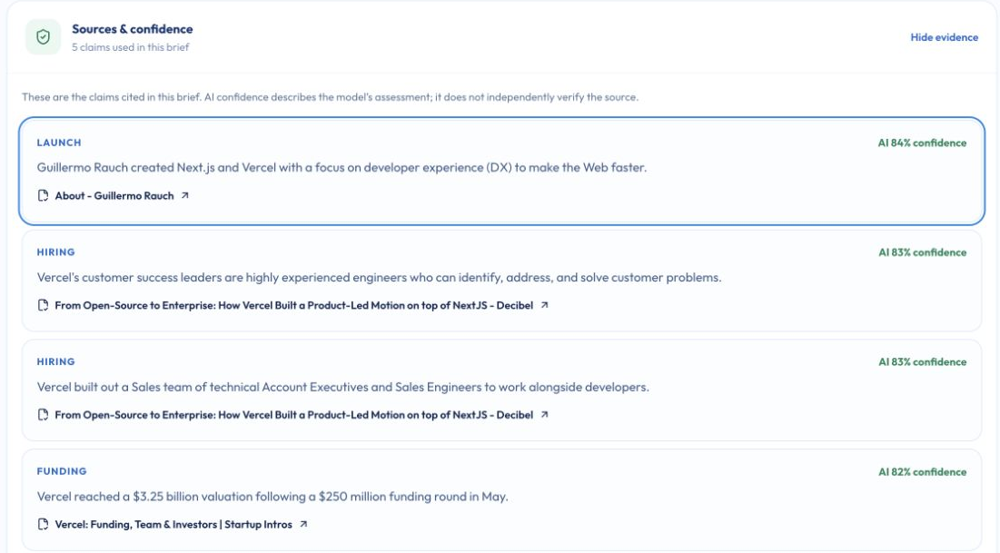 Sources & confidence
5 claims used in this brief
Hide evidence
These are the claims cited in this brief. AI confidence describes the model's assessment; it does not independently verify the source.
LAUNCH
AI 84% confidence
Guillermo Rauch created Next.js and Vercel with a focus on developer experience (DX) to make the Web faster.
About - Guillermo Rauch ↗
HIRING
AI 83% confidence
Vercel's customer success leaders are highly experienced engineers who can identify, address, and solve customer problems.
From Open-Source to Enterprise: How Vercel Built a Product-Led Motion on top of NextJS - Decibel ↗
HIRING
AI 83% confidence
Vercel built out a Sales team of technical Account Executives and Sales Engineers to work alongside developers.
From Open-Source to Enterprise: How Vercel Built a Product-Led Motion on top of NextJS - Decibel ↗
FUNDING
AI 82% confidence
Vercel reached a $3.25 billion valuation following a $250 million funding round in May.
Vercel: Funding, Team & Investors | Startup Intros ↗